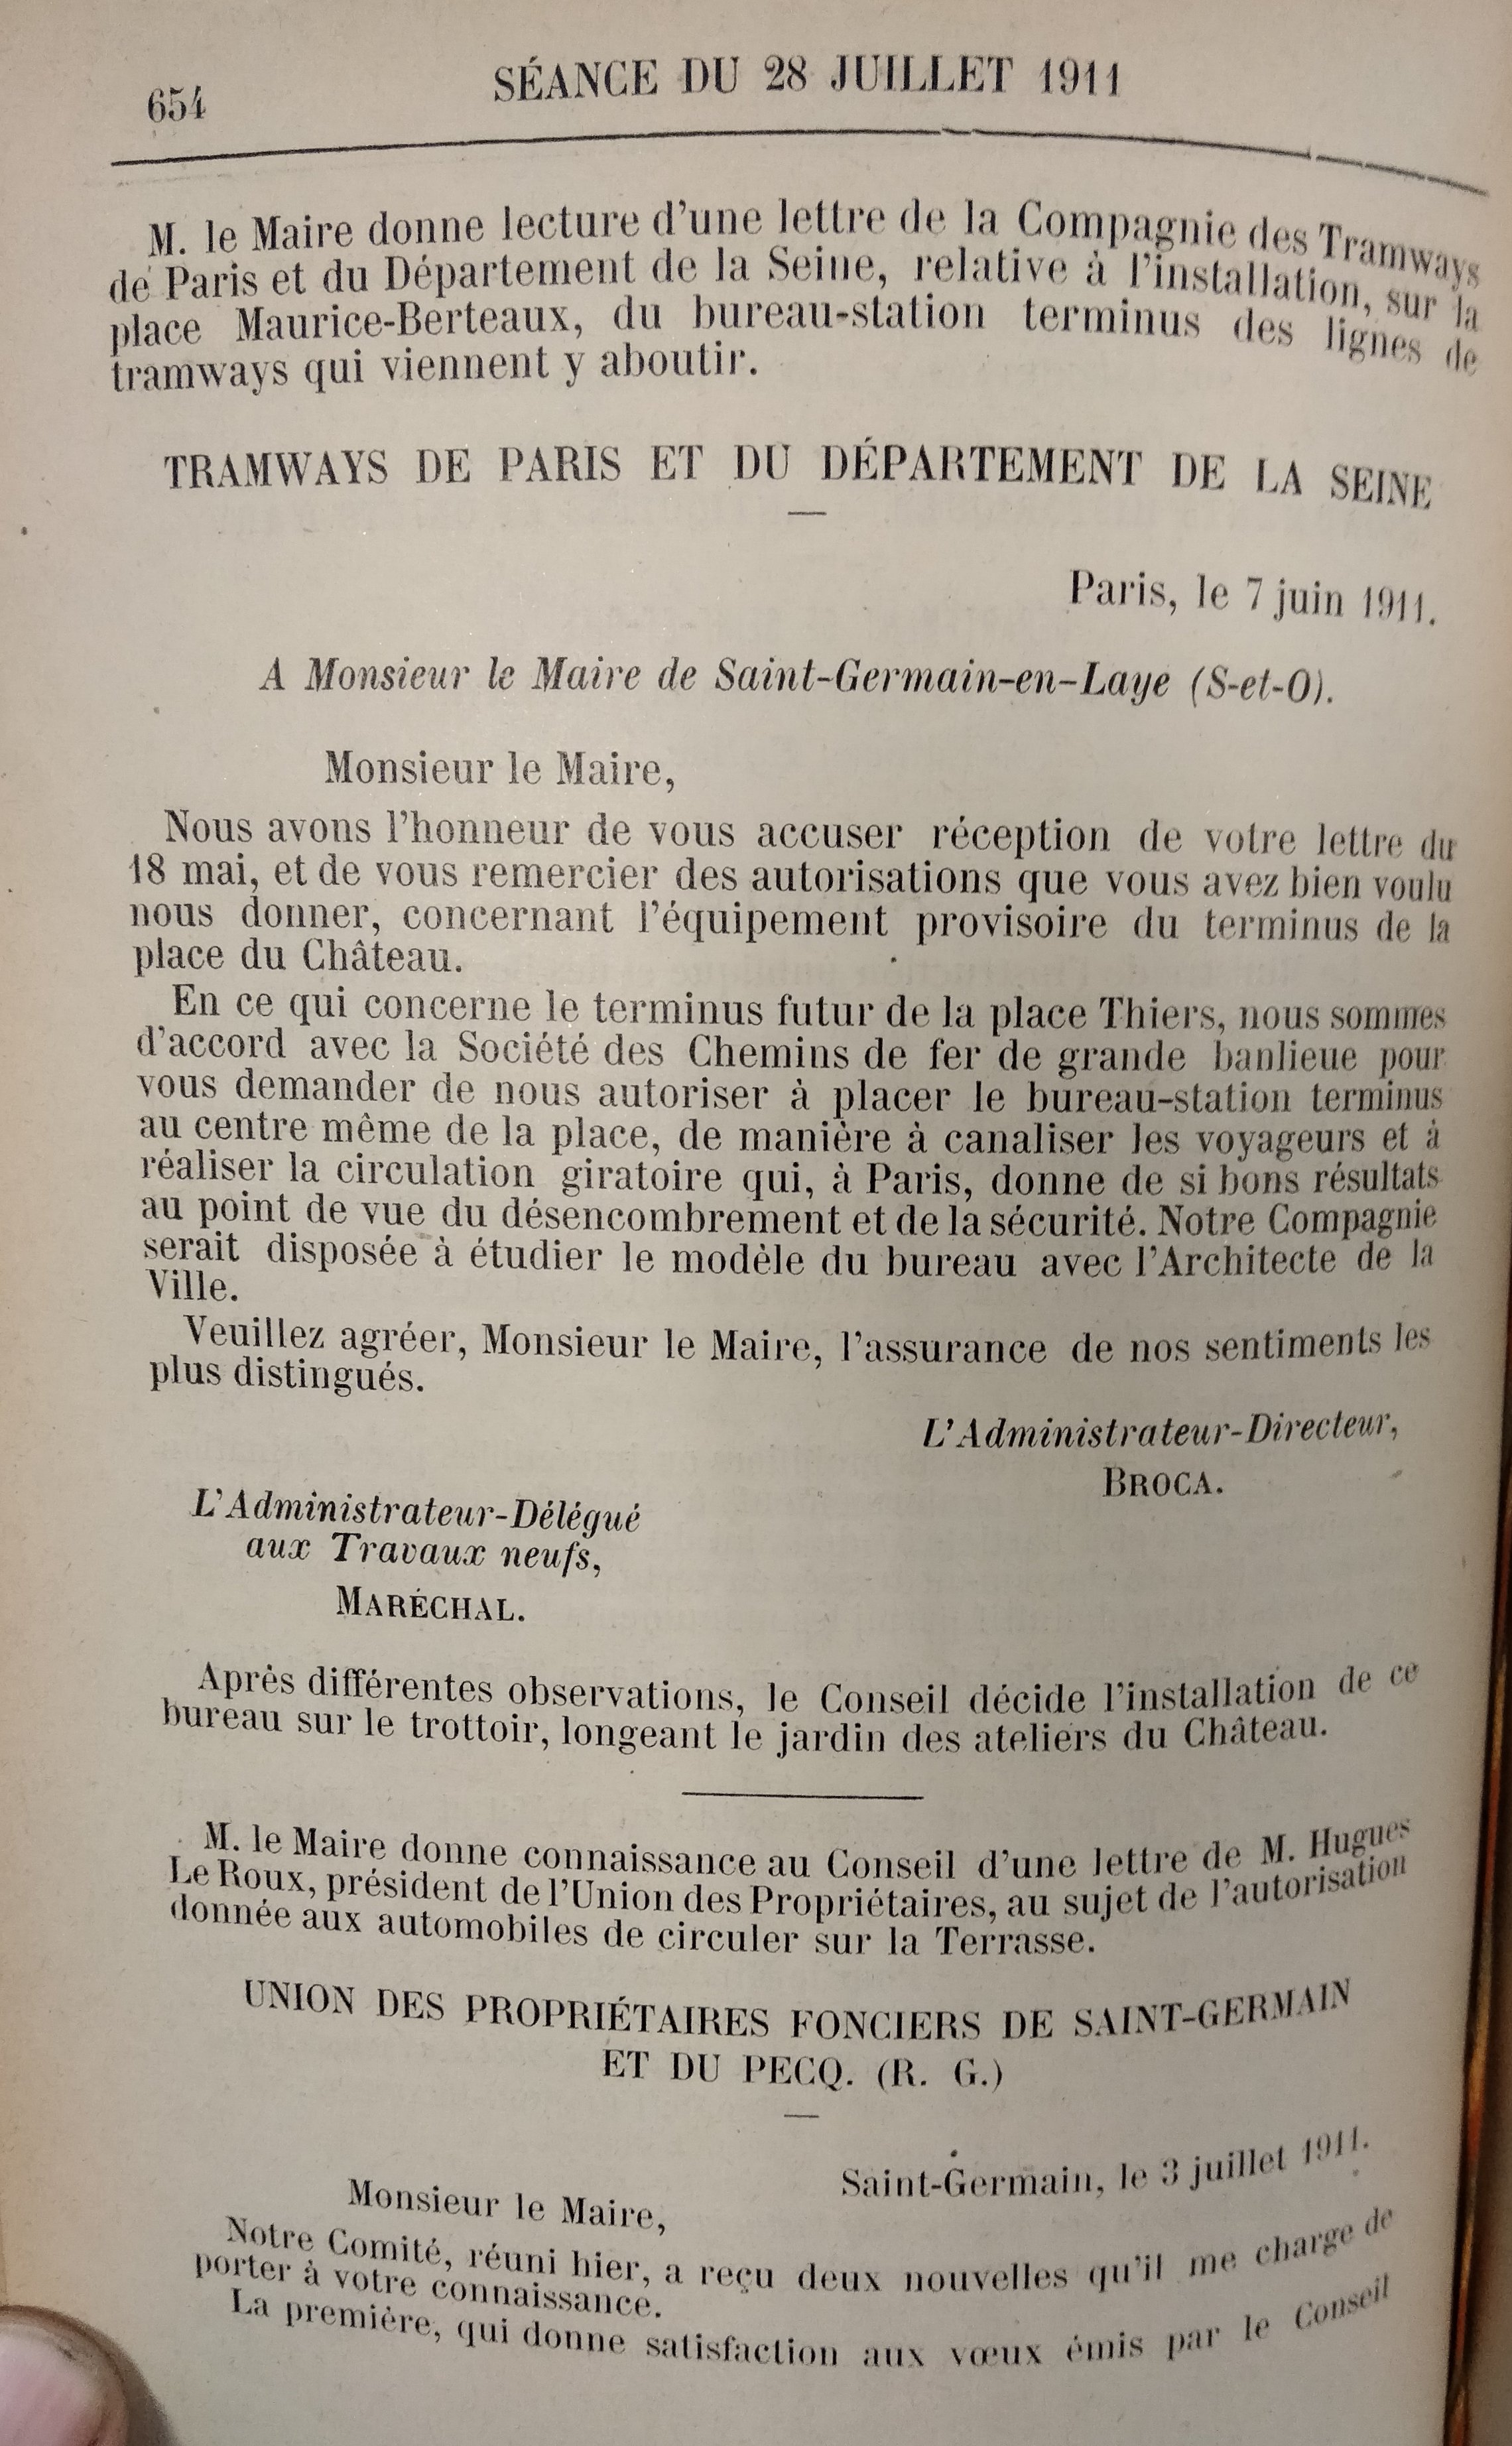 654
SÉANCE DU 28 JUILLET 1911
M. le Maire donne lecture d'une lettre de la Compagnie des Tramways
de Paris et du Département de la Seine, relative à l'installation, sur la
place Maurice-Berteaux, du bureau-station terminus des lignes de
tramways qui viennent y aboutir.
TRAMWAYS DE PARIS ET DU DÉPARTEMENT DE LA SEINE
Paris, le 7 juin 1911.
A Monsieur le Maire de Saint-Germain-en-Laye (S-et-O).
Monsieur le Maire,
Nous avons l'honneur de vous accuser réception de votre lettre du
18 mai, et de vous remercier des autorisations que vous avez bien voulu
nous donner, concernant l'équipement provisoire du terminus de la
place du Château.
En ce qui concerne le terminus futur de la place Thiers, nous sommes
d'accord avec la Société des Chemins de fer de grande banlieue pour
vous demander de nous autoriser à placer le bureau-station terminus
au centre même de la place, de manière à canaliser les voyageurs et à
réaliser la circulation giratoire qui, à Paris, donne de si bons résultats
au point de vue du désencombrement et de la sécurité. Notre Compagnie
serait disposée à étudier le modèle du bureau avec l'Architecte de la
Ville.
Veuillez agréer, Monsieur le Maire, l'assurance de nos sentiments les
plus distingués.
L'Administrateur-Directeur,
BROCA.
L'Administrateur-Délégué
aux Travaux neufs,
MARÉCHAL.
Après différentes observations, le Conseil décide l'installation de ce
bureau sur le trottoir, longeant le jardin des ateliers du Château.
M. le Maire donne connaissance au Conseil d'une lettre de M. Hugues
Le Roux, président de l'Union des Propriétaires, au sujet de l'autorisation
donnée aux automobiles de circuler sur la Terrasse.
UNION DES PROPRIÉTAIRES FONCIERS DE SAINT-GERMAIN
ET DU PECQ. (R. G.)
Saint-Germain, le 3 juillet 1911.
Monsieur le Maire,
Notre Comité, réuni hier, a reçu deux nouvelles qu'il me charge de
porter à votre connaissance.
La première, qui donne satisfaction aux vœux émis par le Conseil